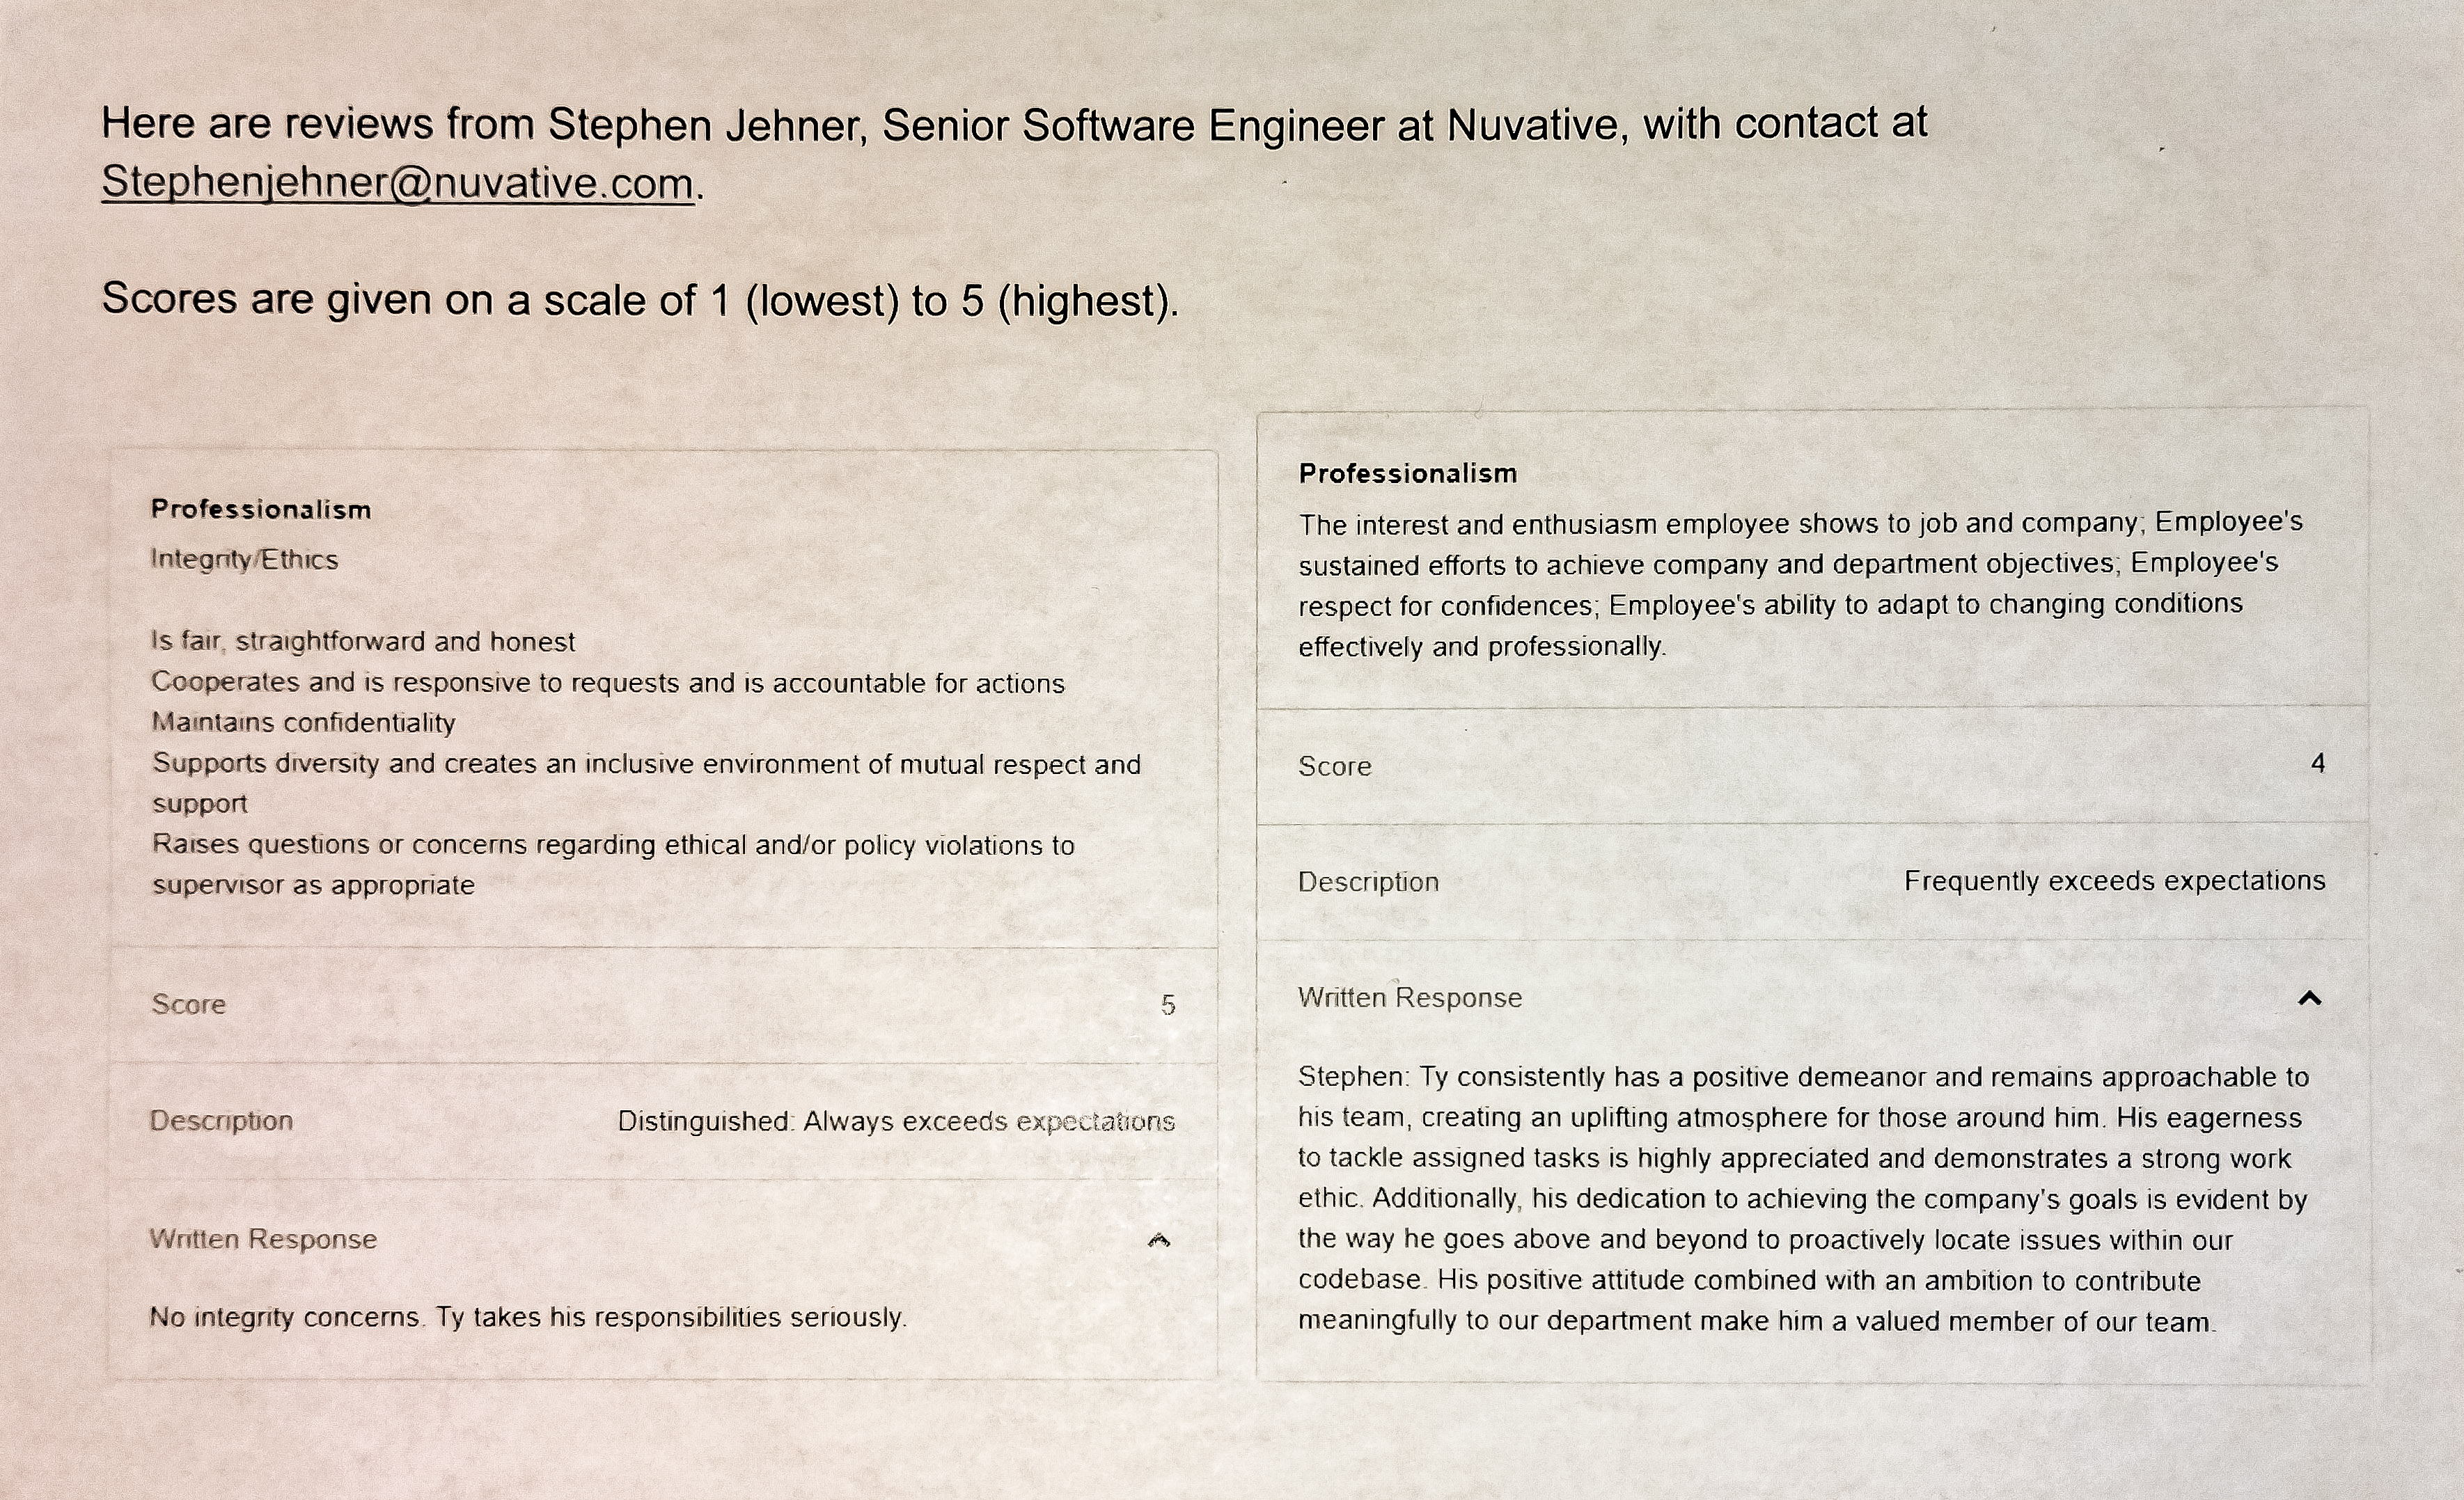 Here are reviews from Stephen Jehner, Senior Software Engineer at Nuvative, with contact at
Stephenjehner@nuvative.com.
Scores are given on a scale of 1 (lowest) to 5 (highest).
Professionalism
Integrity/Ethics
Is fair, straightforward and honest
Cooperates and is responsive to requests and is accountable for actions
Maintains confidentiality
Supports diversity and creates an inclusive environment of mutual respect and
support
Raises questions or concerns regarding ethical and/or policy violations to
supervisor as appropriate
Score 5
Description Distinguished: Always exceeds expectations
Written Response
No integrity concerns. Ty takes his responsibilities seriously.
Professionalism
The interest and enthusiasm employee shows to job and company; Employee's
sustained efforts to achieve company and department objectives; Employee's
respect for confidences; Employee's ability to adapt to changing conditions
effectively and professionally.
Score 4
Description Frequently exceeds expectations
Written Response
Stephen: Ty consistently has a positive demeanor and remains approachable to
his team, creating an uplifting atmosphere for those around him. His eagerness
to tackle assigned tasks is highly appreciated and demonstrates a strong work
ethic. Additionally, his dedication to achieving the company's goals is evident by
the way he goes above and beyond to proactively locate issues within our
codebase. His positive attitude combined with an ambition to contribute
meaningfully to our department make him a valued member of our team.